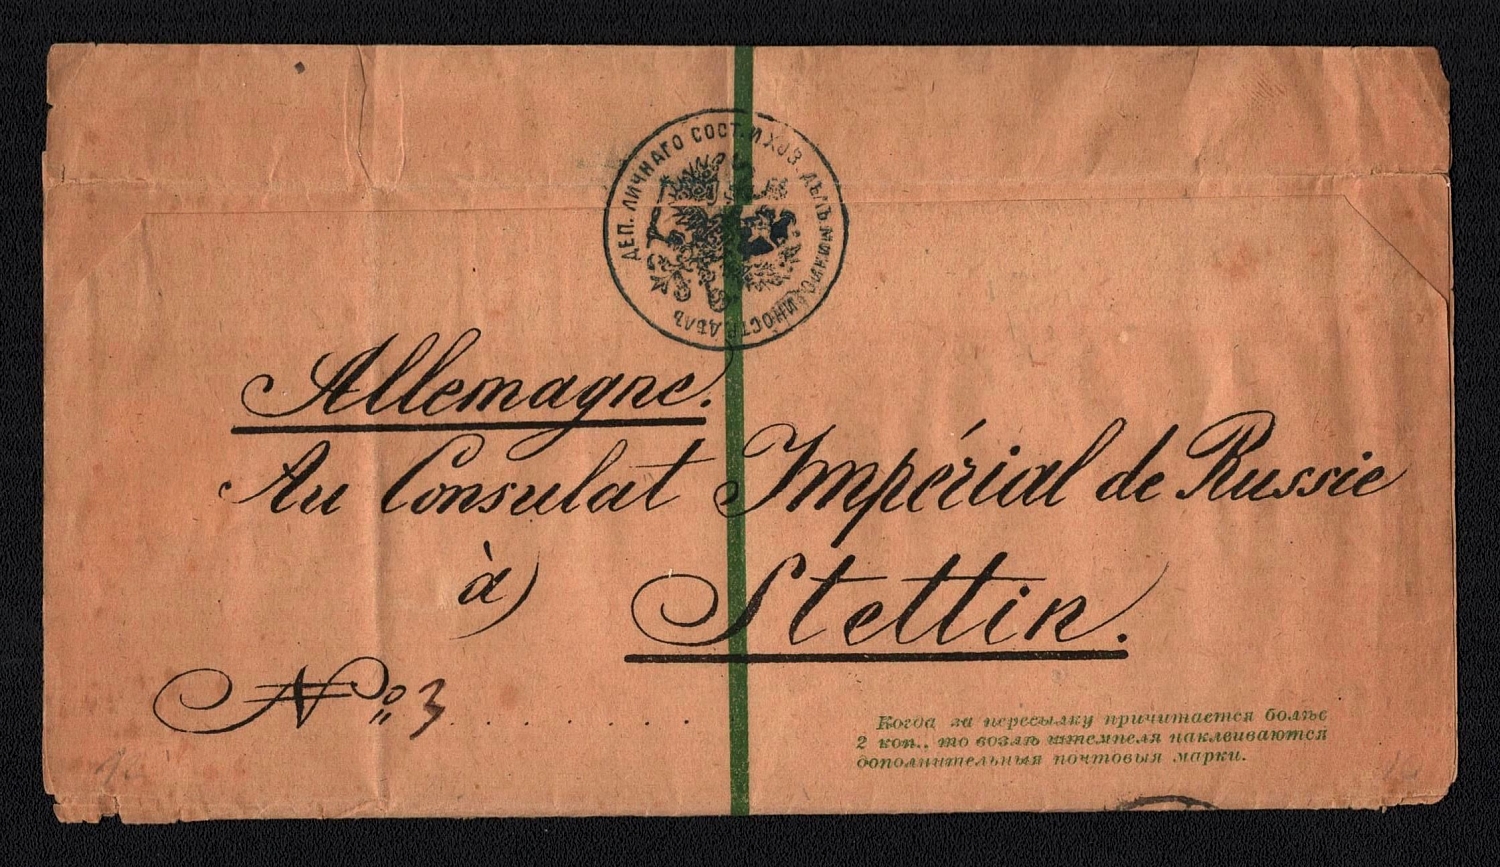 ДЕП. ЛИЧНАГО СОСТ. И ХОЗ. ДѢЛЪ МИНИС. ИНОСТР. ДѢЛЪ
Allemagne.
Au Consulat Impérial de Russie
à)
Stettin.
№ 3 . . . . . . . . . .
Когда за пересылку причитается болѣе
2 коп., то возлѣ штемпеля наклеиваются
дополнительныя почтовыя марки.